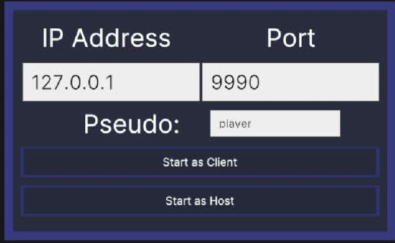 IP Address Port
127.0.0.1 9990
Pseudo: player
Start as Client
Start as Host